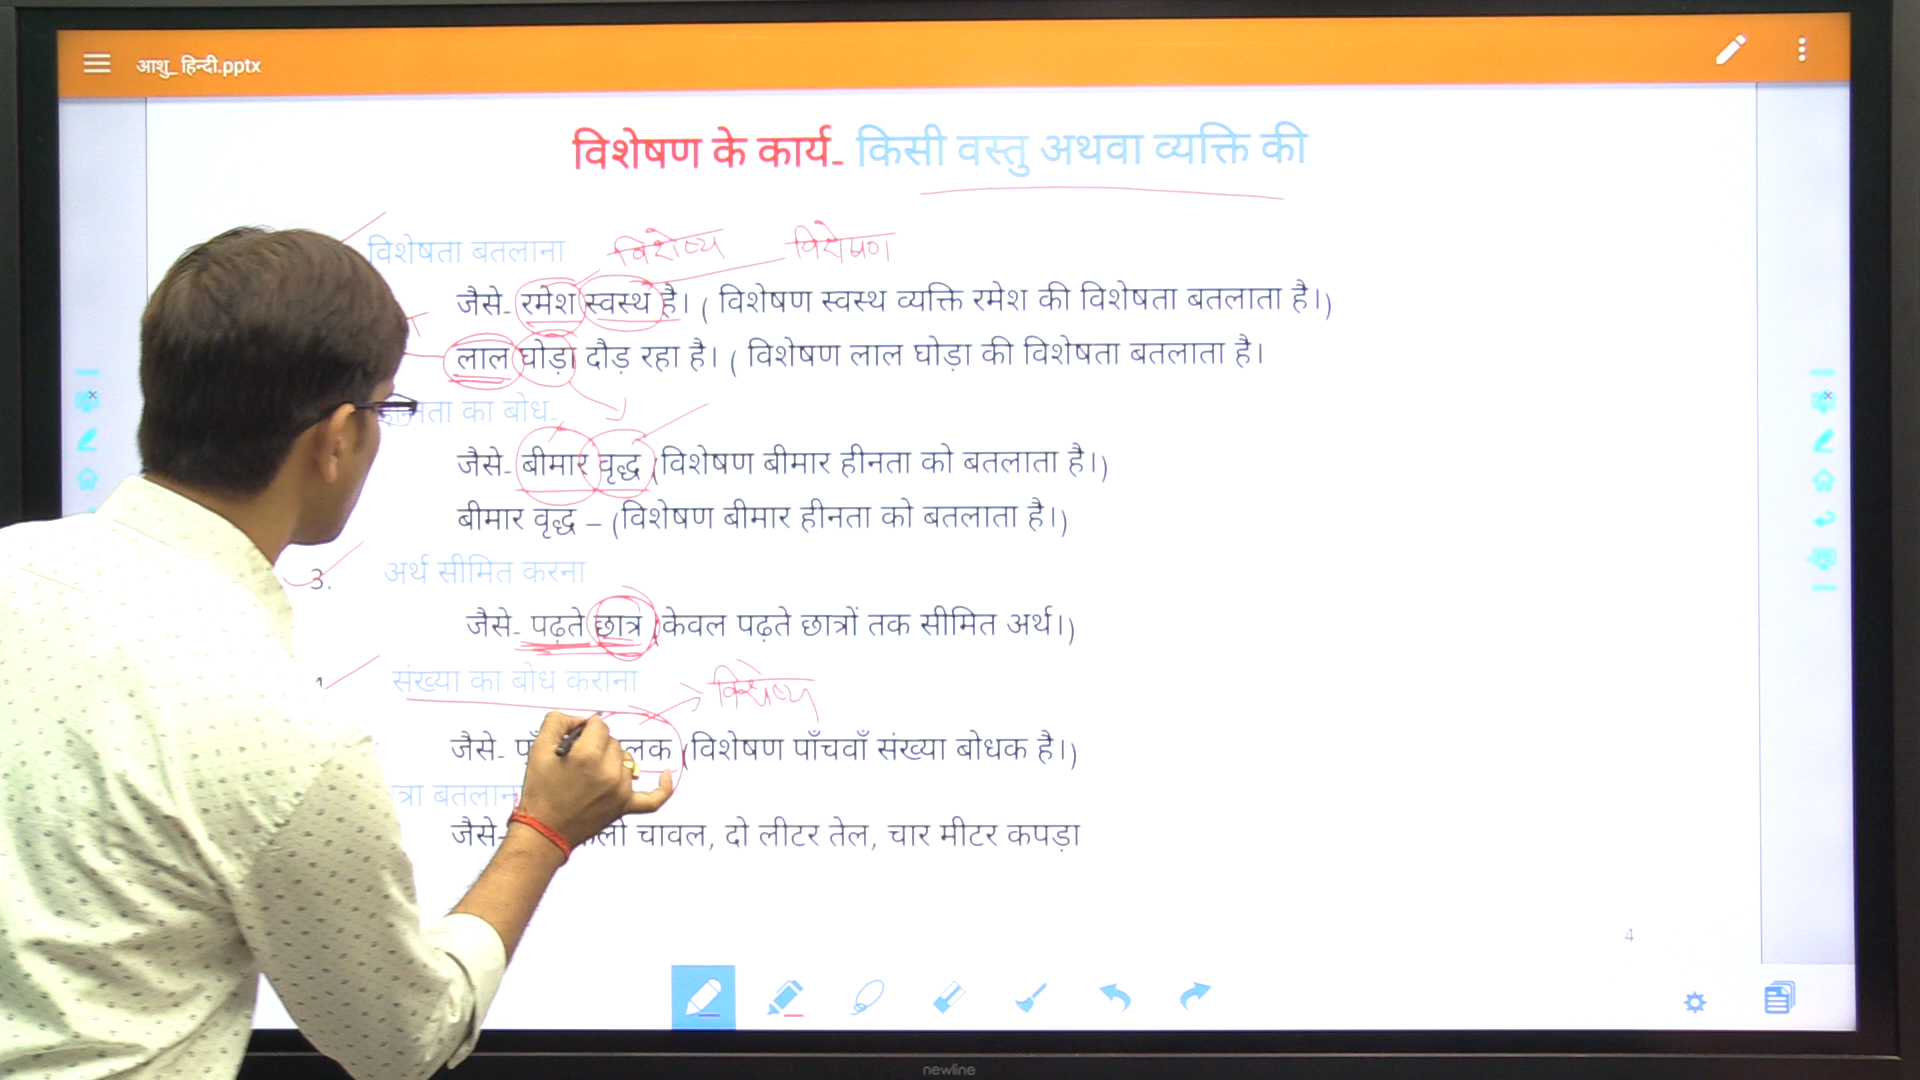 आशु_ हिन्दी.pptx
विशेषण के कार्य- किसी वस्तु अथवा व्यक्ति की
विशेषता बतलाना विशेष्य विशेषण
जैसे- रमेश स्वस्थ है। ( विशेषण स्वस्थ व्यक्ति रमेश की विशेषता बतलाता है।)
लाल घोड़ा दौड़ रहा है। ( विशेषण लाल घोड़ा की विशेषता बतलाता है।
का बोध-
जैसे- बीमार वृद्ध (विशेषण बीमार हीनता को बतलाता है।)
बीमार वृद्ध – (विशेषण बीमार हीनता को बतलाता है।)
3. अर्थ सीमित करना
जैसे- पढ़ते छात्र (केवल पढ़ते छात्रों तक सीमित अर्थ।)
संख्या का बोध कराना विशेष्य
जैसे- (विशेषण पाँचवाँ संख्या बोधक है।)
बतलाना
जैसे- चावल, दो लीटर तेल, चार मीटर कपड़ा
4
newline